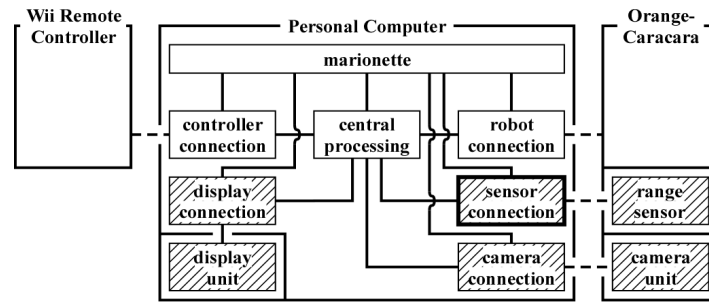 Wii Remote
Controller
Personal Computer
Orange-
Caracara
marionette
controller
connection
central
processing
robot
connection
display
connection
sensor
connection
range
sensor
display
unit
camera
connection
camera
unit